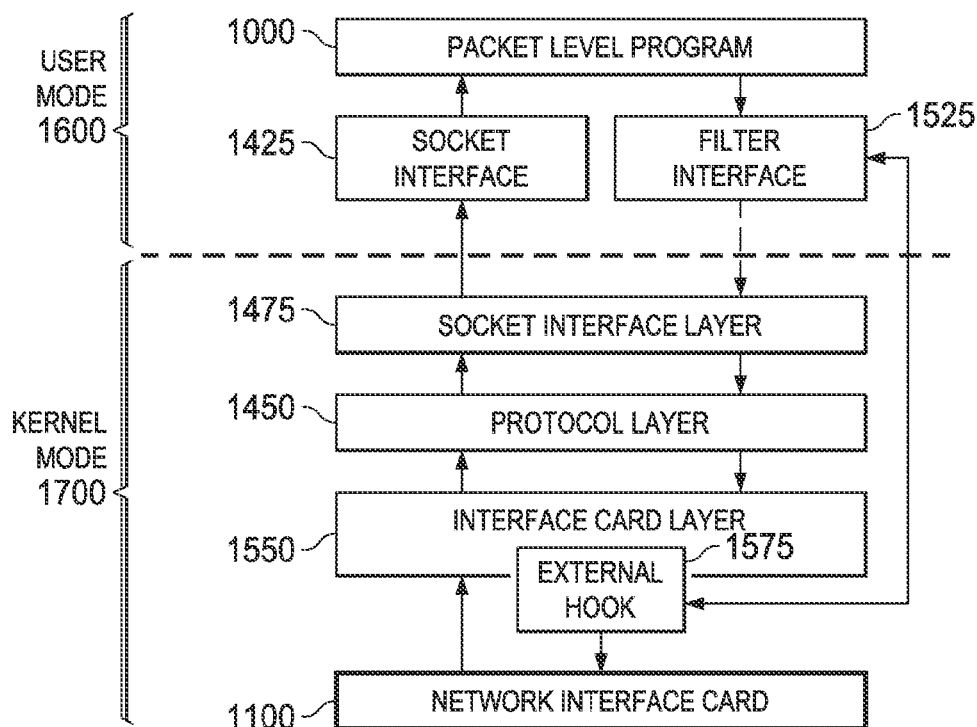 1000
PACKET LEVEL PROGRAM
USER
MODE
1600
1425
SOCKET
INTERFACE
1525
FILTER
INTERFACE
1475
SOCKET INTERFACE LAYER
1450
PROTOCOL LAYER
KERNEL
MODE
1700
INTERFACE CARD LAYER
1550
1575
EXTERNAL
HOOK
1100
NETWORK INTERFACE CARD